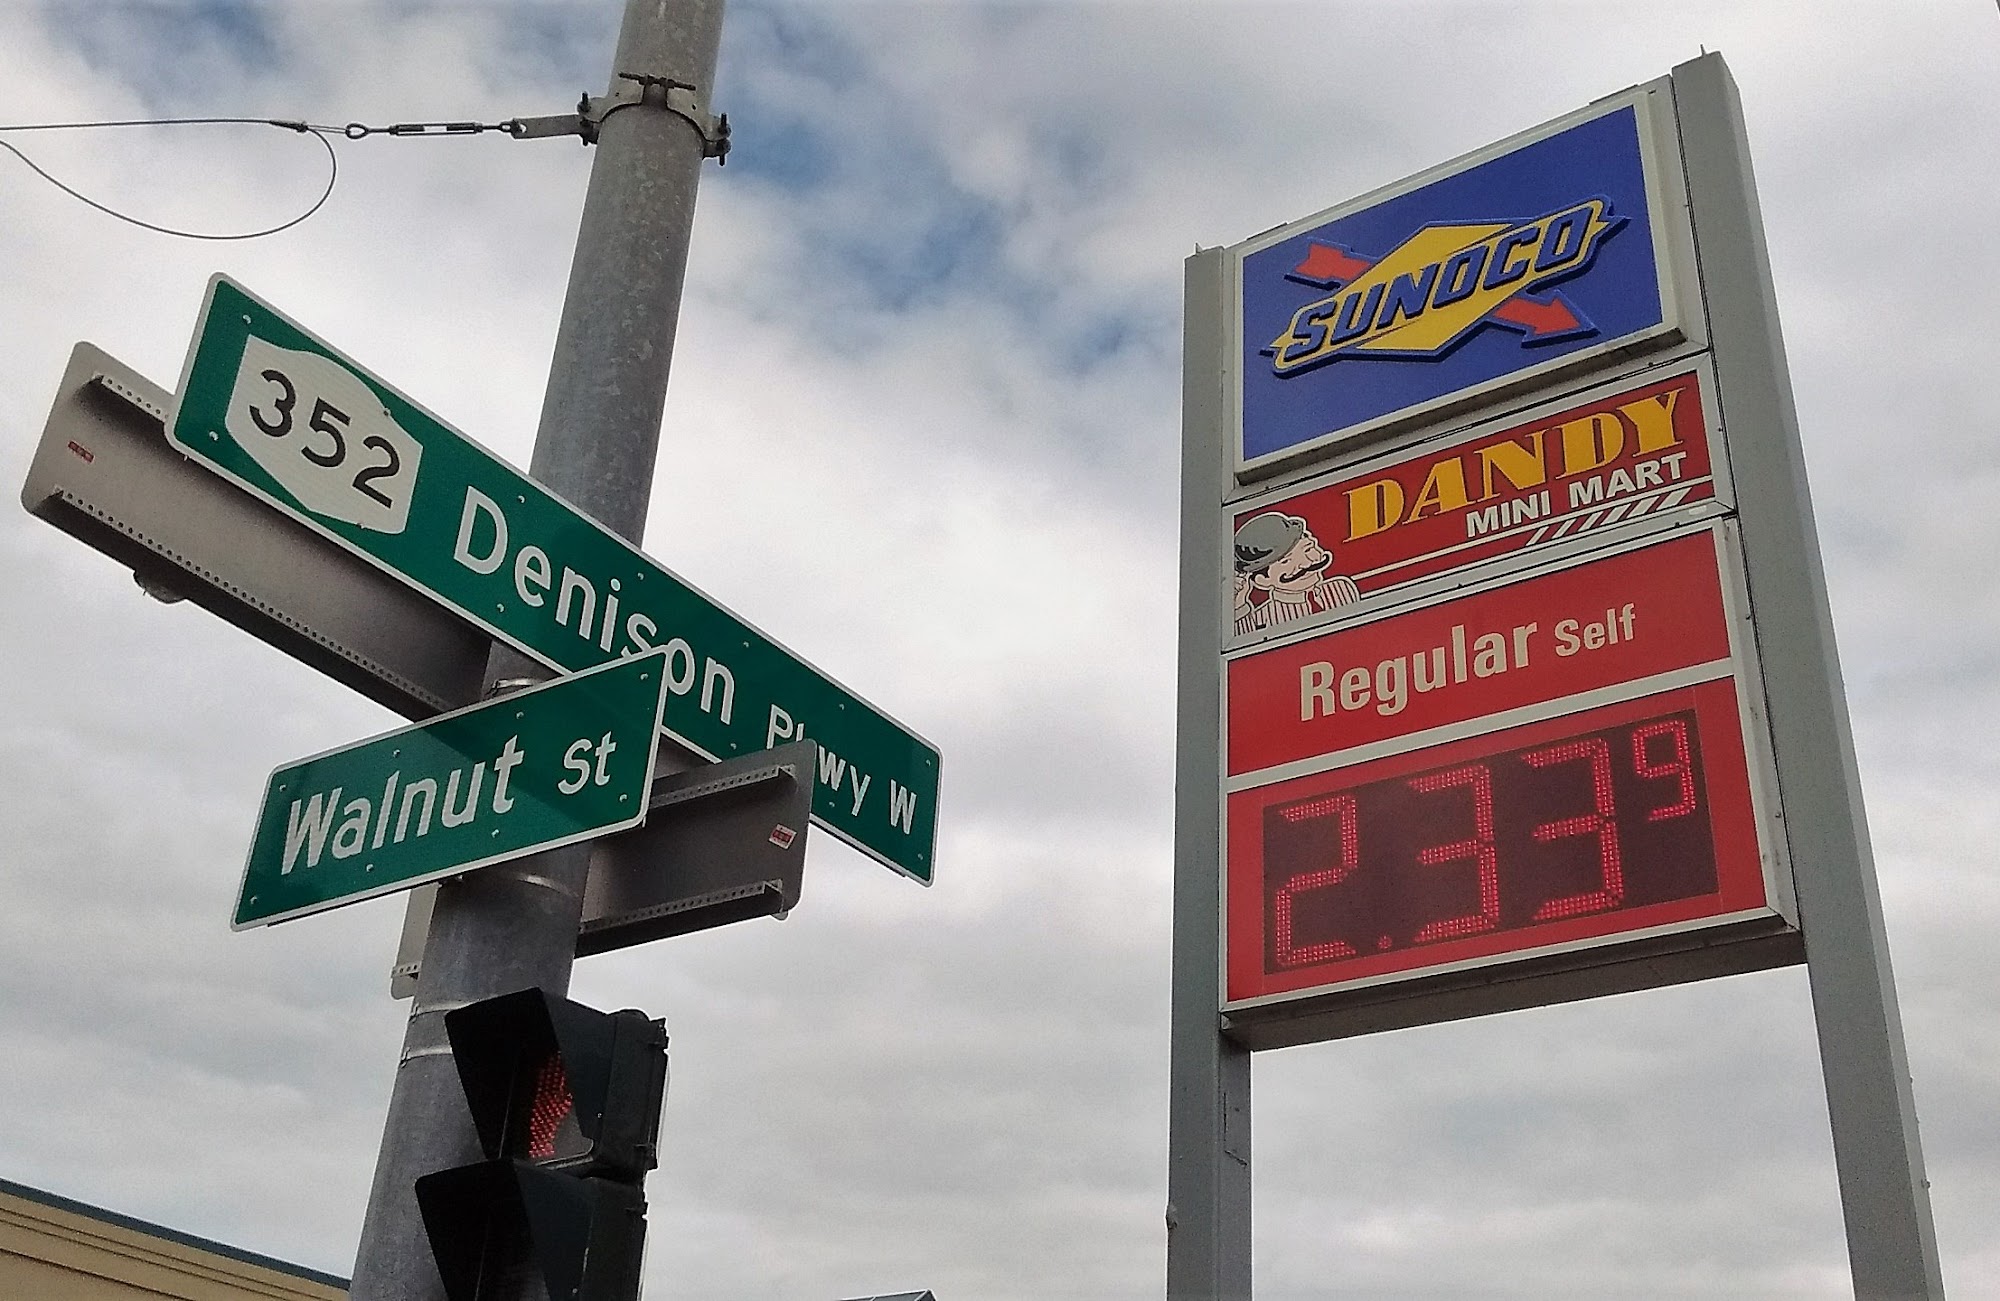 352 Denison Pkwy W
Walnut St
SUNOCO
DANDY
MINI MART
Regular Self
2.33 9